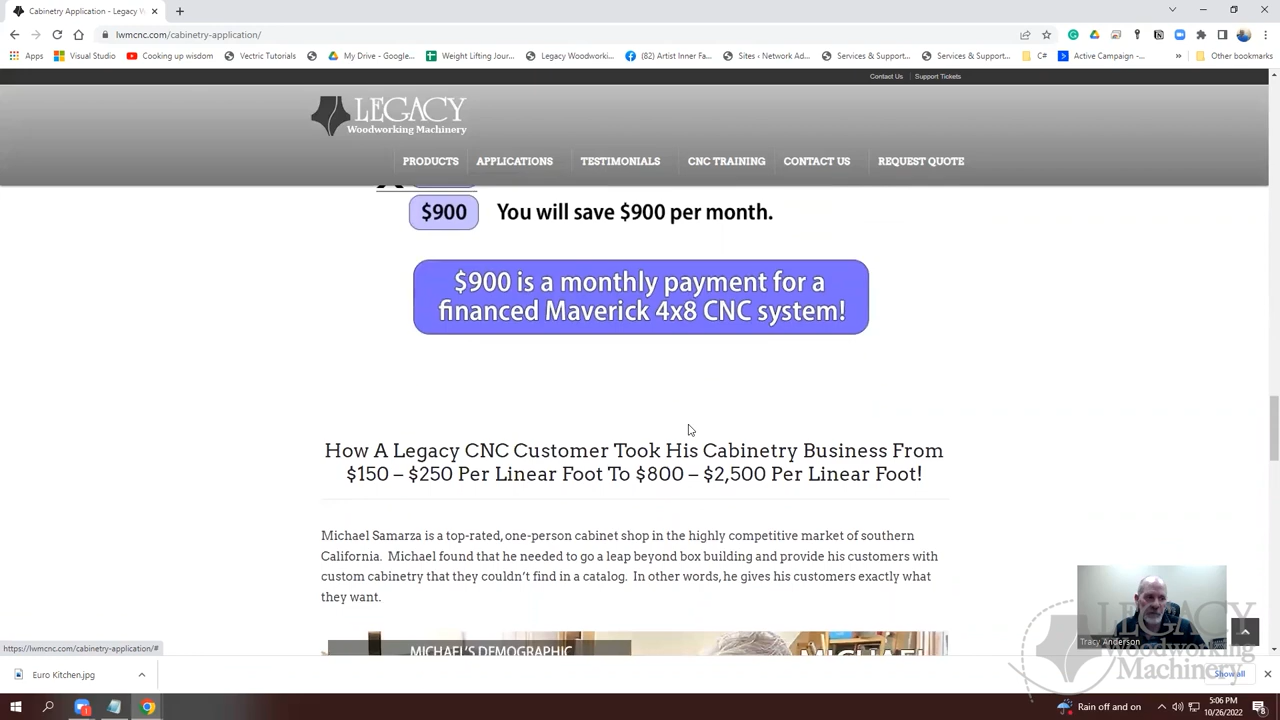 Cabinetry Application - Legacy W
lwmcnc.com/cabinetry-application/
Apps
Visual Studio
Cooking up wisdom
Vectric Tutorials
My Drive - Google...
Weight Lifting Jour...
Legacy Woodworki...
(82) Artist Inner Fa...
Sites ‹ Network Ad...
Services & Support...
Services & Support...
C#
Active Campaign -...
»
Other bookmarks
Contact Us
Support Tickets
LEGACY
Woodworking Machinery
PRODUCTS
APPLICATIONS
TESTIMONIALS
CNC TRAINING
CONTACT US
REQUEST QUOTE
$900 You will save $900 per month.
$900 is a monthly payment for a
financed Maverick 4x8 CNC system!
How A Legacy CNC Customer Took His Cabinetry Business From
$150 – $250 Per Linear Foot To $800 – $2,500 Per Linear Foot!
Michael Samarza is a top-rated, one-person cabinet shop in the highly competitive market of southern
California. Michael found that he needed to go a leap beyond box building and provide his customers with
custom cabinetry that they couldn't find in a catalog. In other words, he gives his customers exactly what
they want.
MICHAEL'S DEMOGRAPHIC
MICHAEL
Tracy Anderson
LEGACY
Woodworking
Machinery
https://lwmcnc.com/cabinetry-application/#
Euro Kitchen.jpg
Show all
Rain off and on
5:06 PM
10/26/2022
8